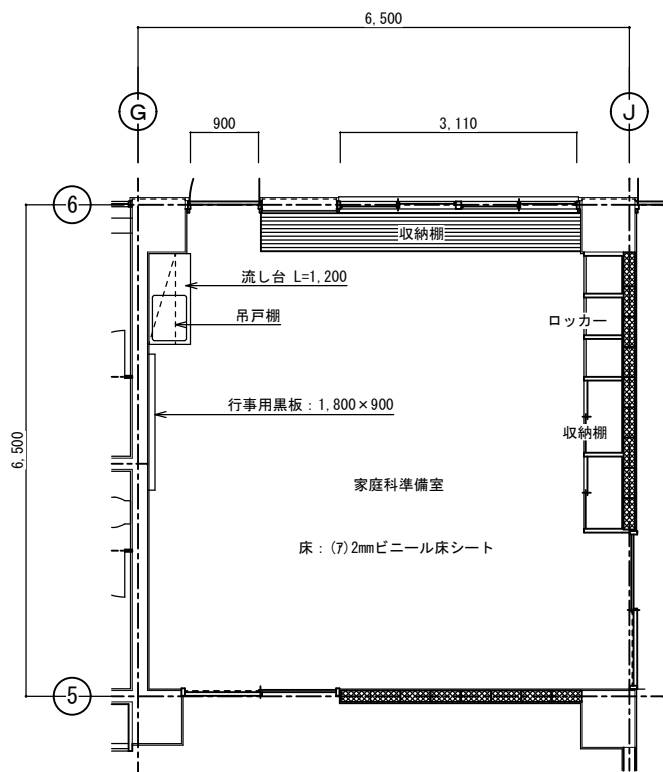 6,500
G
J
900
3,110
6
収納棚
流し台 L=1,200
吊戸棚
ロッカー
行事用黒板：1,800×900
収納棚
6,500
家庭科準備室
床：(ｱ)2mmビニール床シート
5